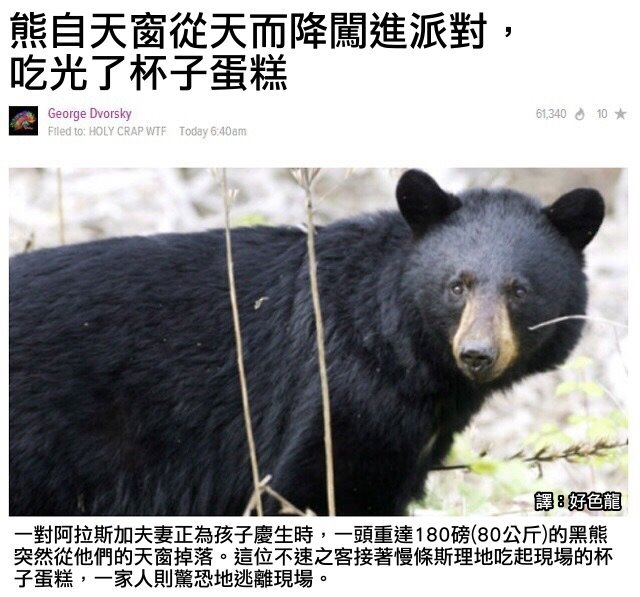 熊自天窗從天而降闖進派對，
吃光了杯子蛋糕
George Dvorsky
61,340 10
Filed to: HOLY CRAP WTF Today 6:40am
譯：好色龍
一對阿拉斯加夫妻正為孩子慶生時，一頭重達180磅(80公斤)的黑熊
突然從他們的天窗掉落。這位不速之客接著慢條斯理地吃起現場的杯
子蛋糕，一家人則驚恐地逃離現場。